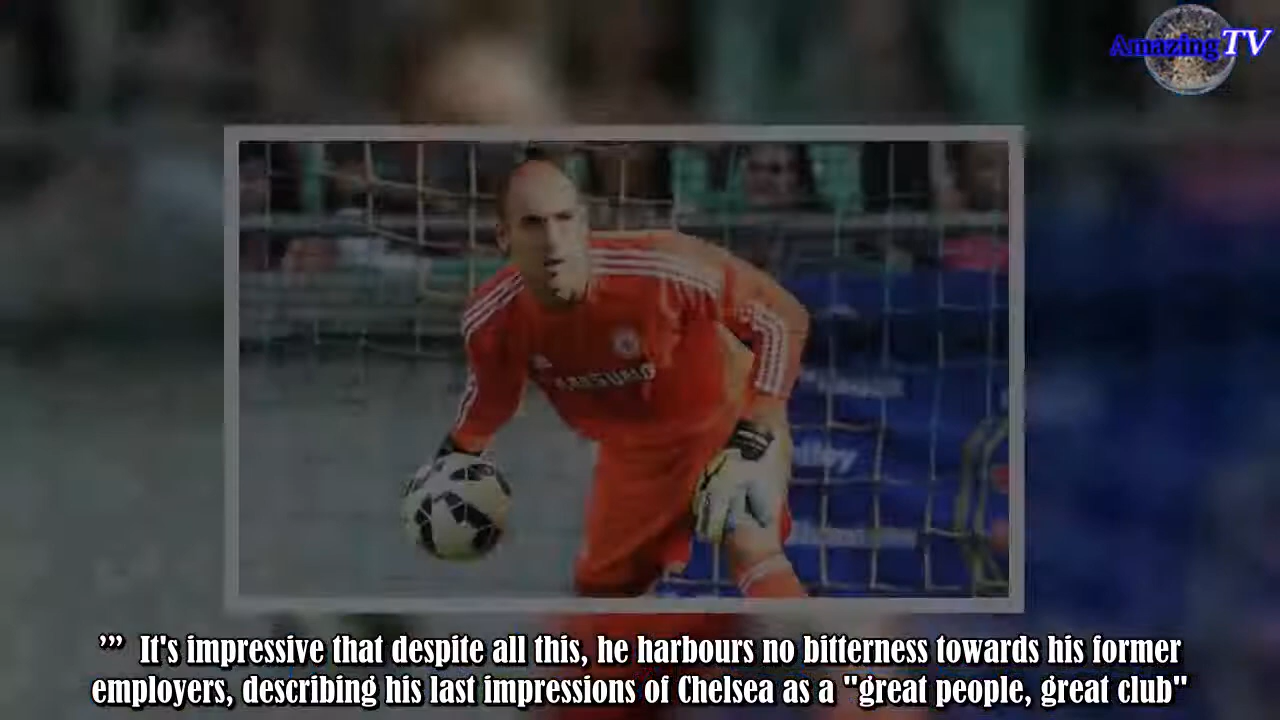 AmazingTV
SAMSUNG
’” It's impressive that despite all this, he harbours no bitterness towards his former
employers, describing his last impressions of Chelsea as a "great people, great club"